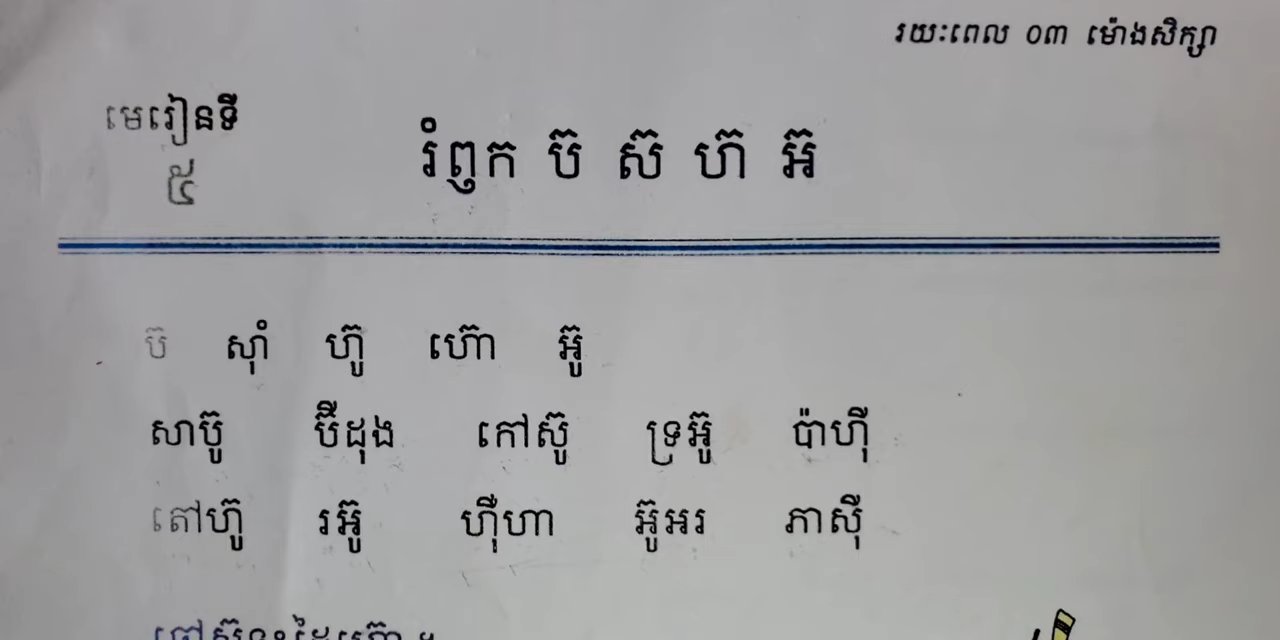 រយៈពេល ០៣ ម៉ោងសិក្សា
មេរៀនទី
៥
រំឭក ប៊ ស៊ ហ៊ អ៊
ប៊ ស៊ាំ ហ៊ូ ហ៊ោ អ៊ូ
សាប៊ូ ប៊ីដុង កៅស៊ូ ទ្រអ៊ូ ប៉ាហ៊ី
តៅហ៊ូ រអ៊ូ ហ៊ឺហា អ៊ូអរ ភាស៊ី